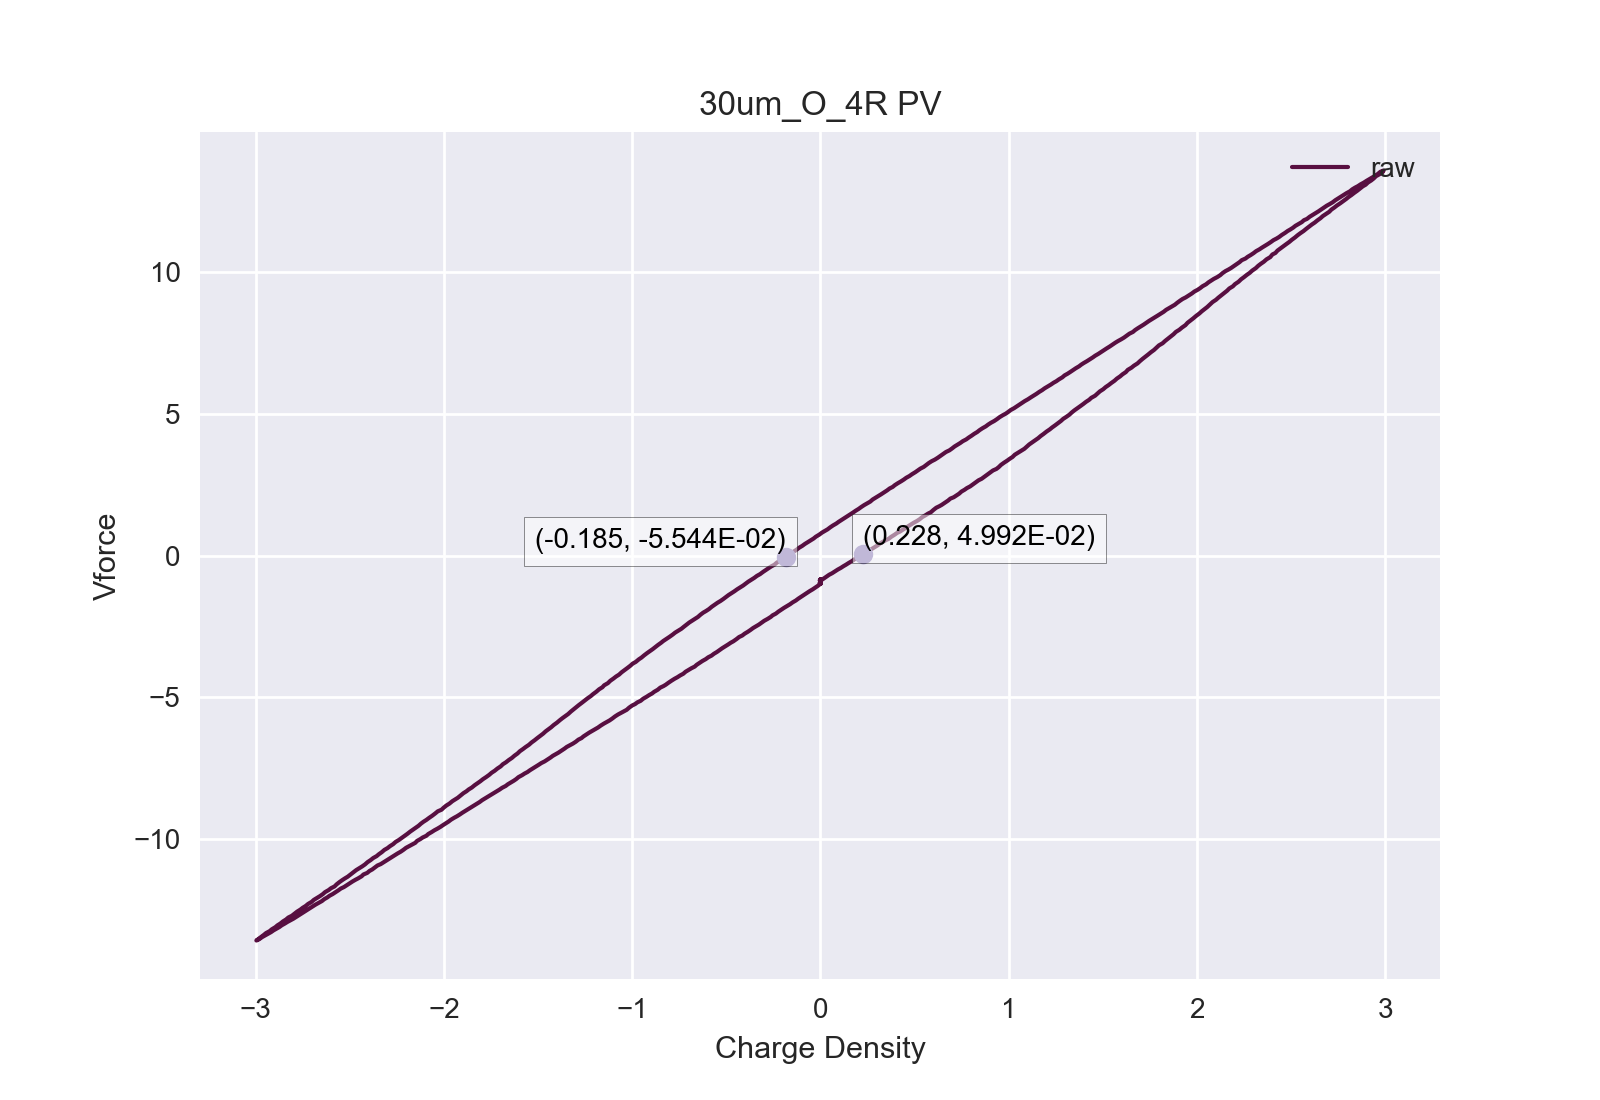 30um_O_4R PV
raw
10
5
0
−5
−10
Vforce
(-0.185, -5.544E-02)
(0.228, 4.992E-02)
−3
−2
−1
0
1
2
3
Charge Density